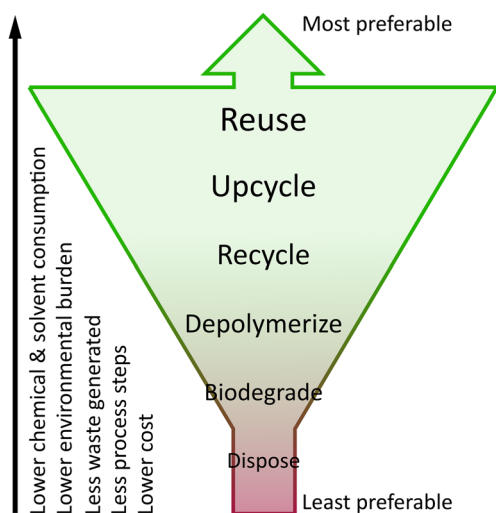 Most preferable
Reuse
Upcycle
Recycle
Depolymerize
Biodegrade
Dispose
Least preferable
Lower chemical & solvent consumption
Lower environmental burden
Less waste generated
Less process steps
Lower cost